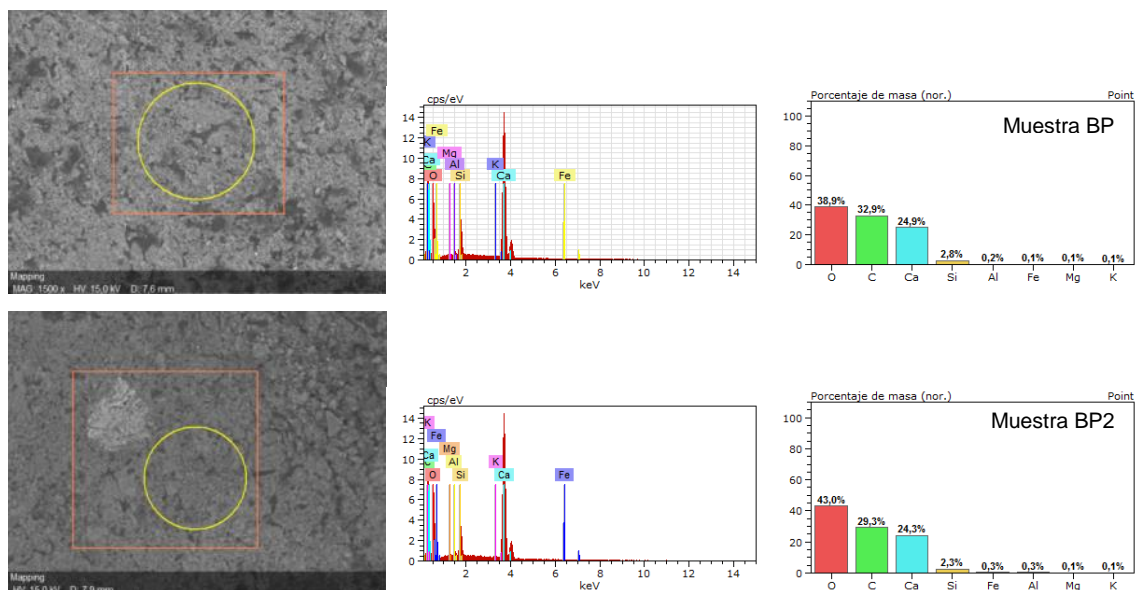 Mapping
MAG: 1500 x HV: 15,0 kV D: 7,6 mm
cps/eV
14
12
10
8
6
4
2
0
Fe
K
Ca
C
O
Mg
Al
Si
K
Ca
Fe
2 4 6 8 10 12 14
keV
Porcentaje de masa (nor.) Point
Muestra BP
100
80
60
40
20
0
38,9% 32,9% 24,9% 2,8% 0,2% 0,1% 0,1% 0,1%
O C Ca Si Al Fe Mg K
Mapping
HV: 15,0 kV D: 7,9 mm
cps/eV
14
12
10
8
6
4
2
0
K
Fe
Ca
C
O
Mg
Al
Si
K
Ca
Fe
2 4 6 8 10 12 14
keV
Porcentaje de masa (nor.) Point
Muestra BP2
100
80
60
40
20
0
43,0% 29,3% 24,3% 2,3% 0,3% 0,3% 0,1% 0,1%
O C Ca Si Fe Al Mg K